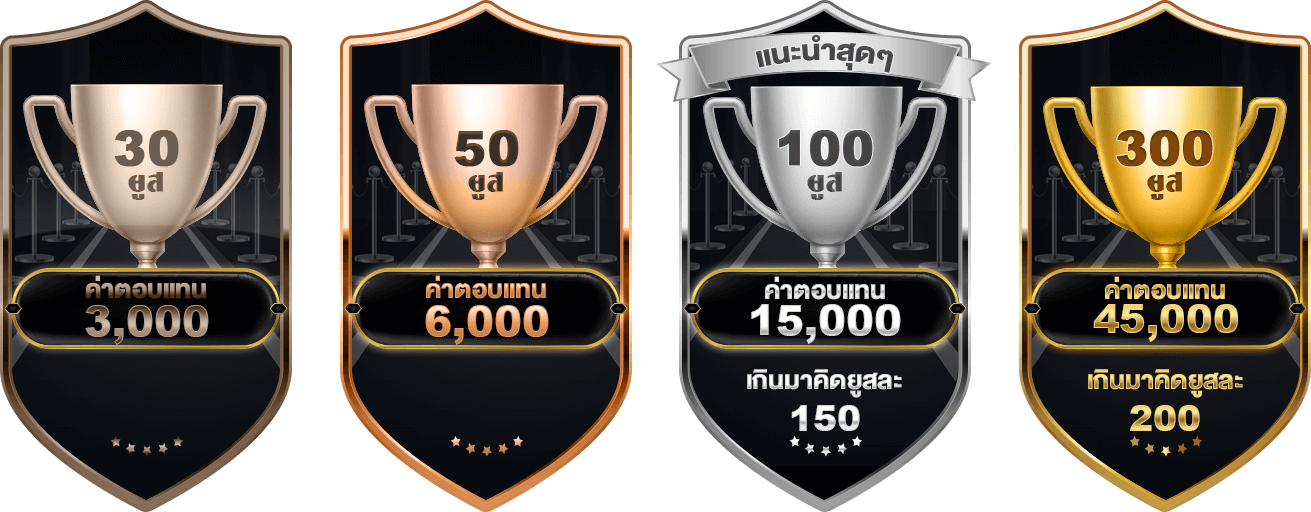 30
ยูส
ค่าตอบแทน
3,000
50
ยูส
ค่าตอบแทน
6,000
แนะนำสุดๆ
100
ยูส
ค่าตอบแทน
15,000
เกินมาคิดยูสละ
150
300
ยูส
ค่าตอบแทน
45,000
เกินมาคิดยูสละ
200